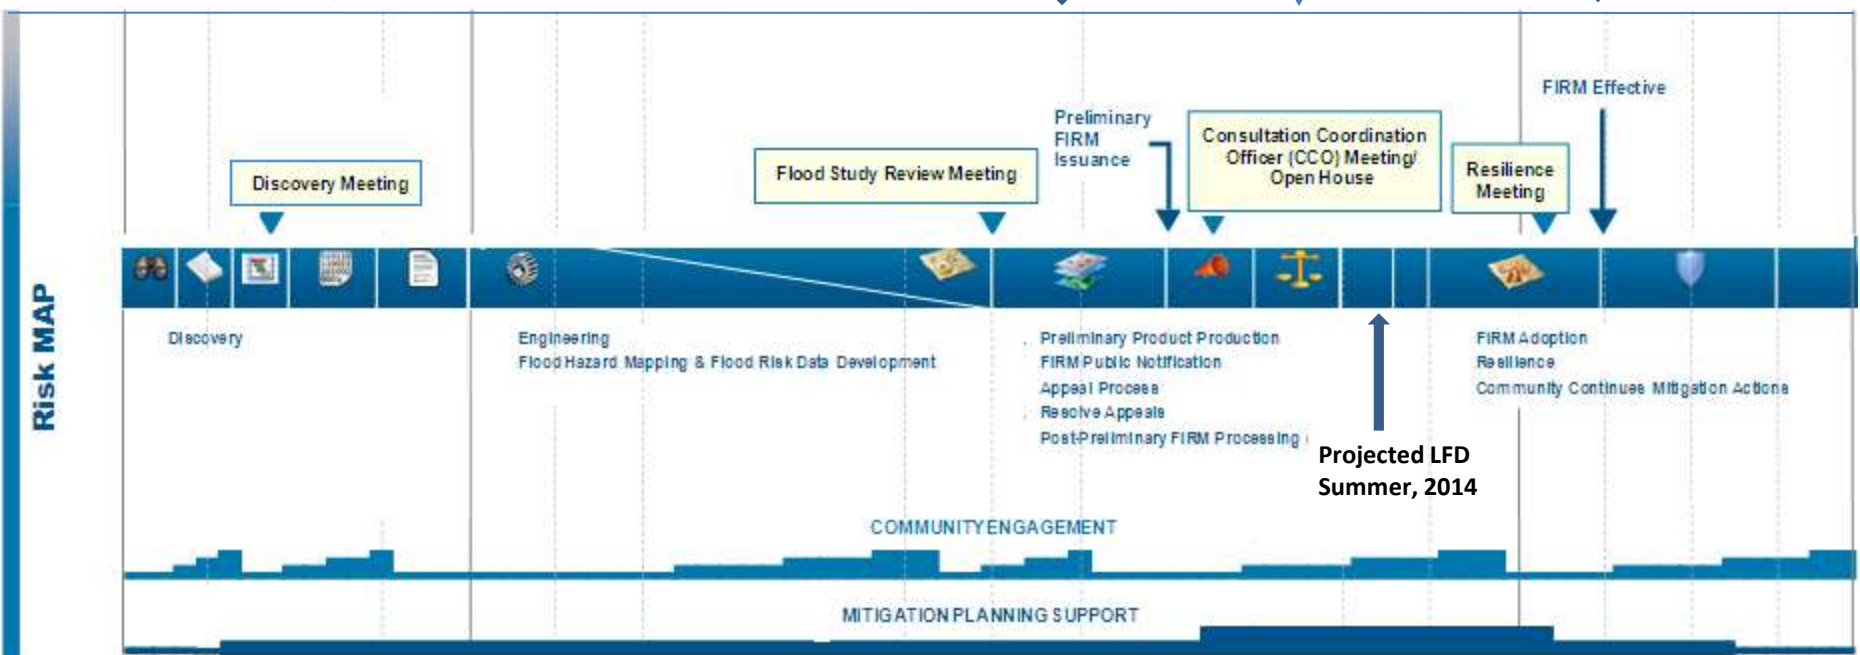 Risk MAP
FIRM Effective
Preliminary
FIRM
Issuance
Consultation Coordination
Officer (CCO) Meeting/
Open House
Flood Study Review Meeting
Resilience
Meeting
Discovery Meeting
Discovery
Engineering
Flood Hazard Mapping & Flood Risk Data Development
Preliminary Product Production
FIRM Public Notification
Appeal Process
Resolve Appeals
Post-Preliminary FIRM Processing
FIRM Adoption
Resilience
Community Continues Mitigation Actions
Projected LFD
Summer, 2014
COMMUNITY ENGAGEMENT
MITIGATION PLANNING SUPPORT